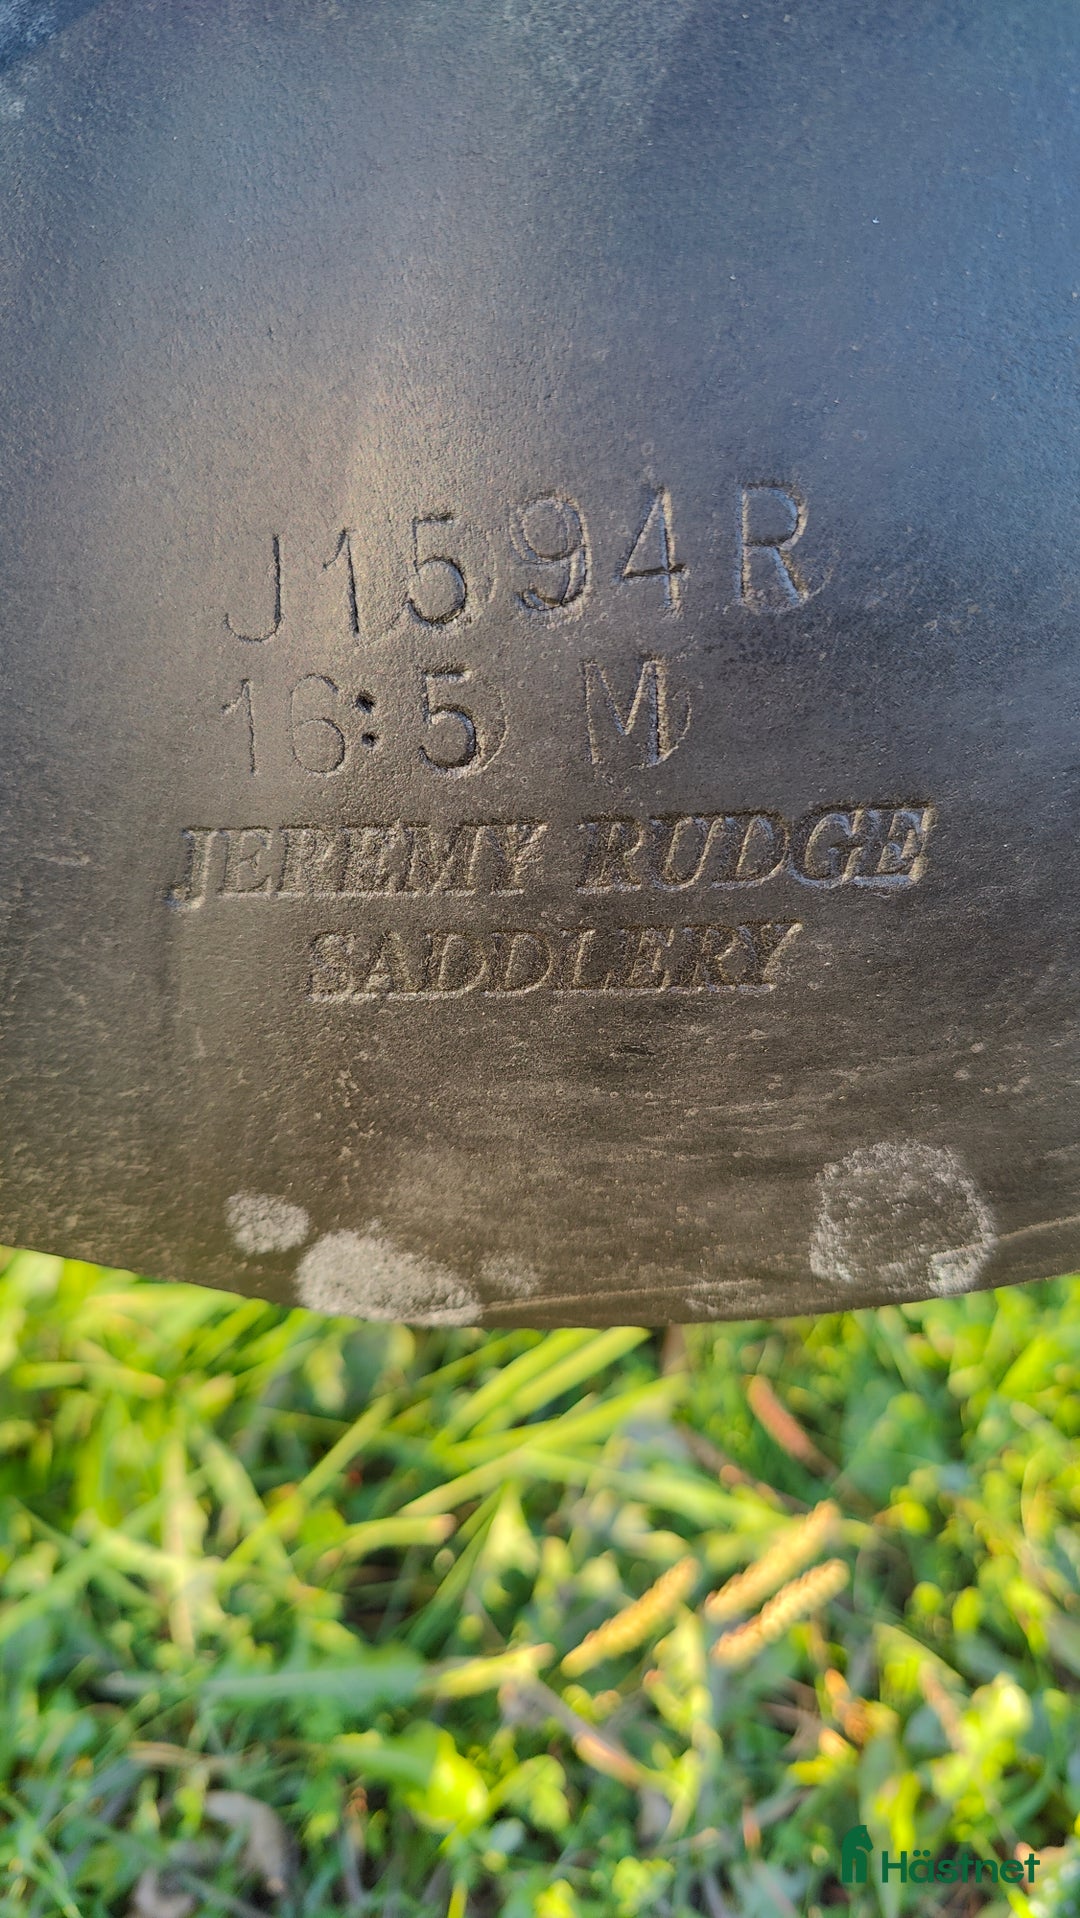 J1594R
16:5 M
JEREMY RUDGE
SADDLERY
Hästnet